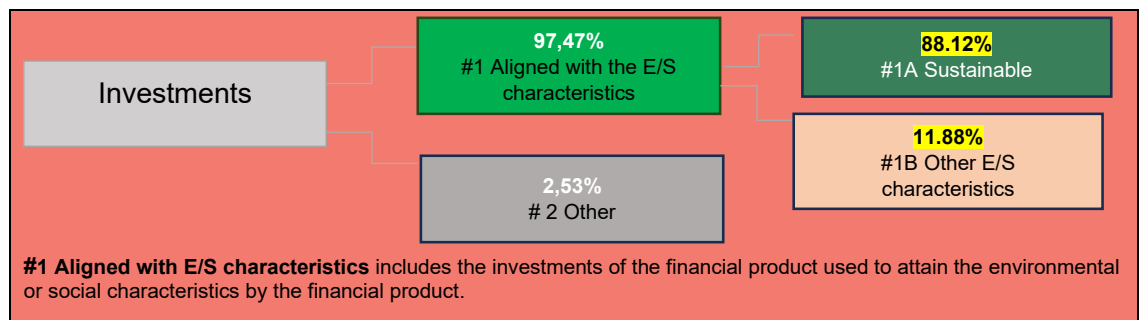 Investments
97,47%
#1 Aligned with the E/S
characteristics
88.12%
#1A Sustainable
11.88%
#1B Other E/S
characteristics
2,53%
# 2 Other
#1 Aligned with E/S characteristics includes the investments of the financial product used to attain the environmental
or social characteristics by the financial product.